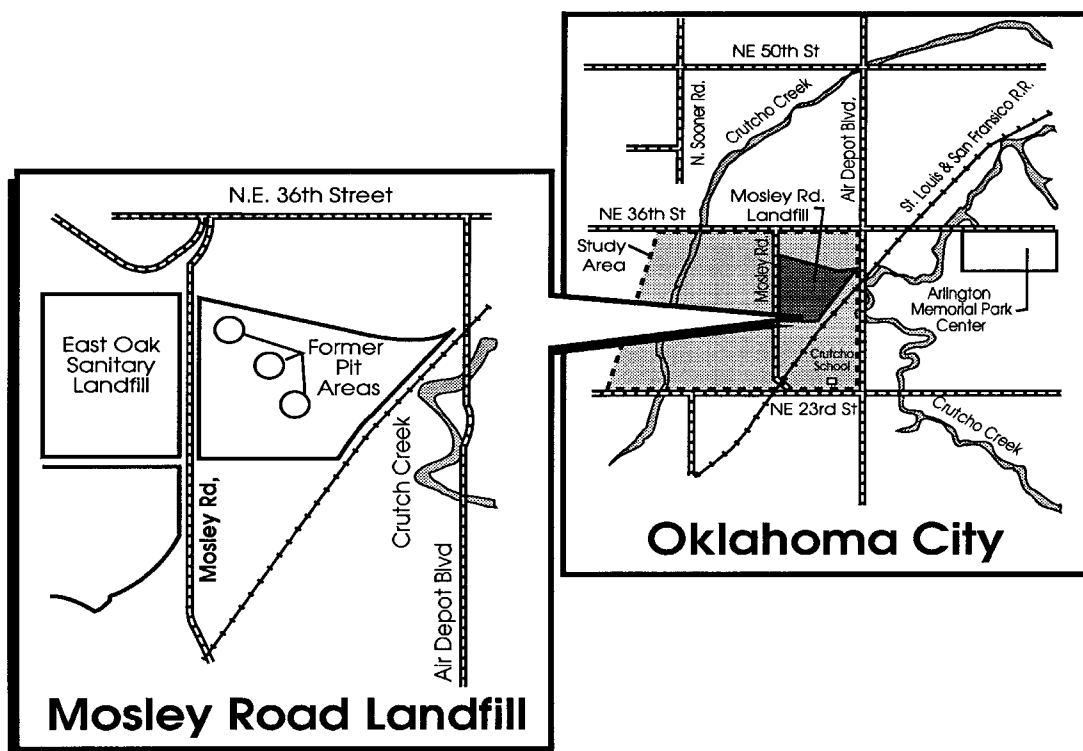 N.E. 36th Street
East Oak
Sanitary
Landfill
Former
Pit
Areas
Mosley Rd,
Crutch Creek
Air Depot Blvd
Mosley Road Landfill
NE 50th St
N. Sooner Rd.
Crutcho Creek
Air Depot Blvd.
St. Louis & San Fransico R.R.
Mosley Rd.
Landfill
NE 36th St
Study
Area
Mosley Rd.
Arlington
Memorial Park
Center
Crutcho
School
NE 23rd St
Crutcho Creek
Oklahoma City